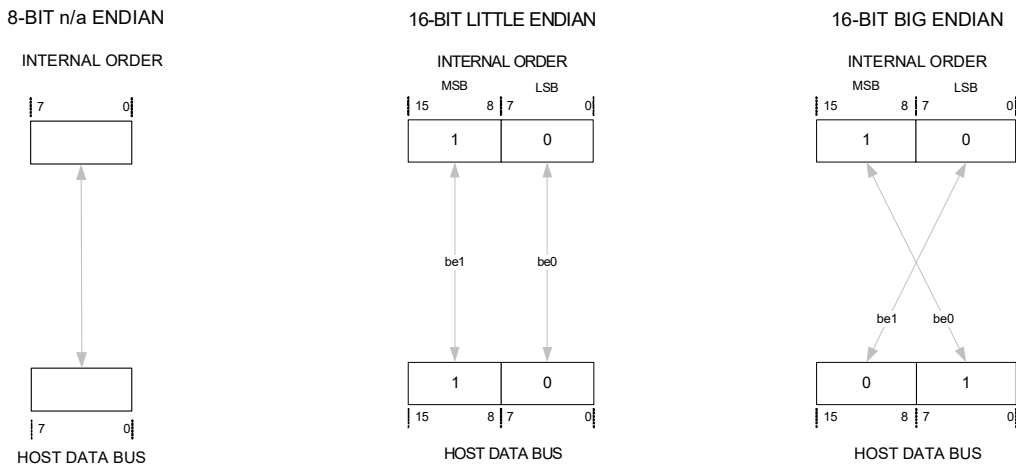 8-BIT n/a ENDIAN
INTERNAL ORDER
7 0
7 0
HOST DATA BUS
16-BIT LITTLE ENDIAN
INTERNAL ORDER
MSB LSB
15 8 7 0
1 0
be1 be0
1 0
15 8 7 0
HOST DATA BUS
16-BIT BIG ENDIAN
INTERNAL ORDER
MSB LSB
15 8 7 0
1 0
be1 be0
0 1
15 8 7 0
HOST DATA BUS